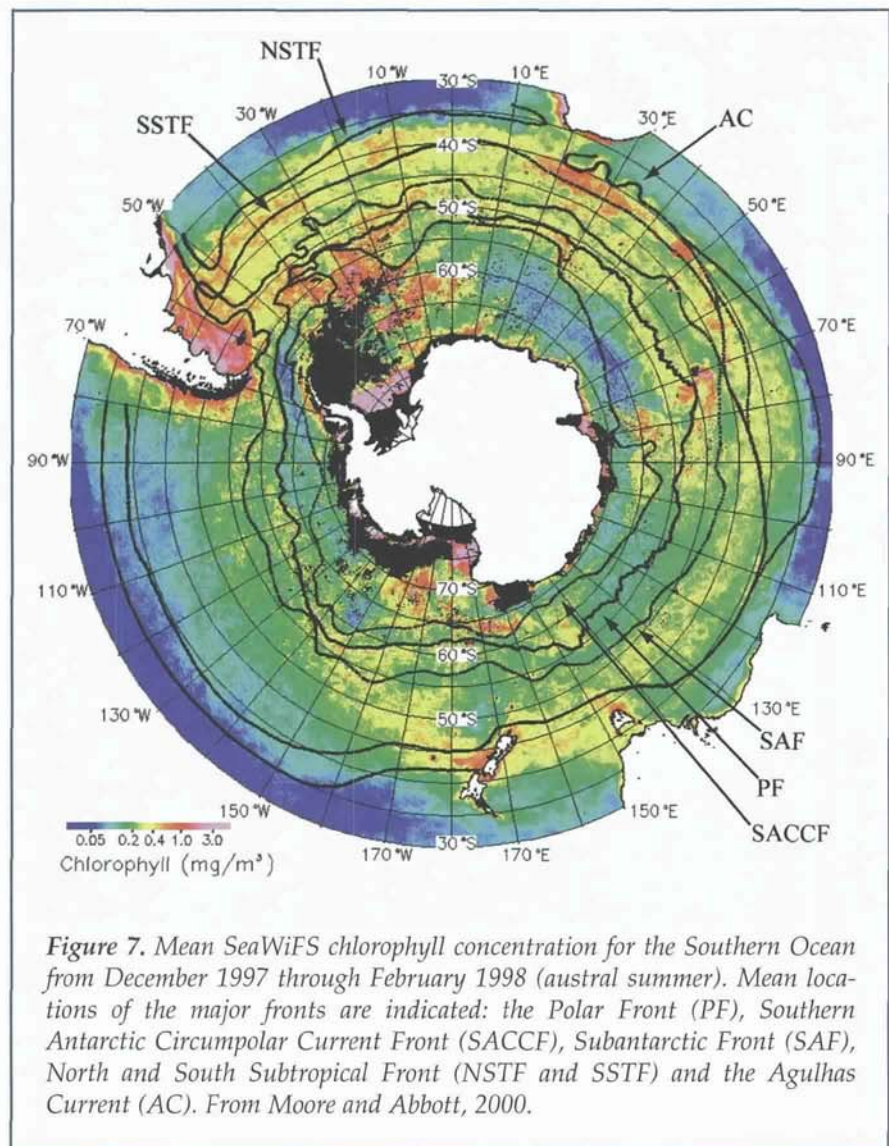 NSTF
10°W
30°S
10°E
30°W
30°E
AC
SSTF
40°S
50°W
50°E
50°S
60°S
70°W
70°E
90°W
90°E
110°W
70°S
110°E
60°S
130°W
50°S
130°E
SAF
PF
150°W
150°E
SACCF
0.05 0.2 0.4 1.0 3.0
170°W
30°S
170°E
Chlorophyll (mg/m³)
Figure 7. Mean SeaWiFS chlorophyll concentration for the Southern Ocean
from December 1997 through February 1998 (austral summer). Mean loca-
tions of the major fronts are indicated: the Polar Front (PF), Southern
Antarctic Circumpolar Current Front (SACCF), Subantarctic Front (SAF),
North and South Subtropical Front (NSTF and SSTF) and the Agulhas
Current (AC). From Moore and Abbott, 2000.